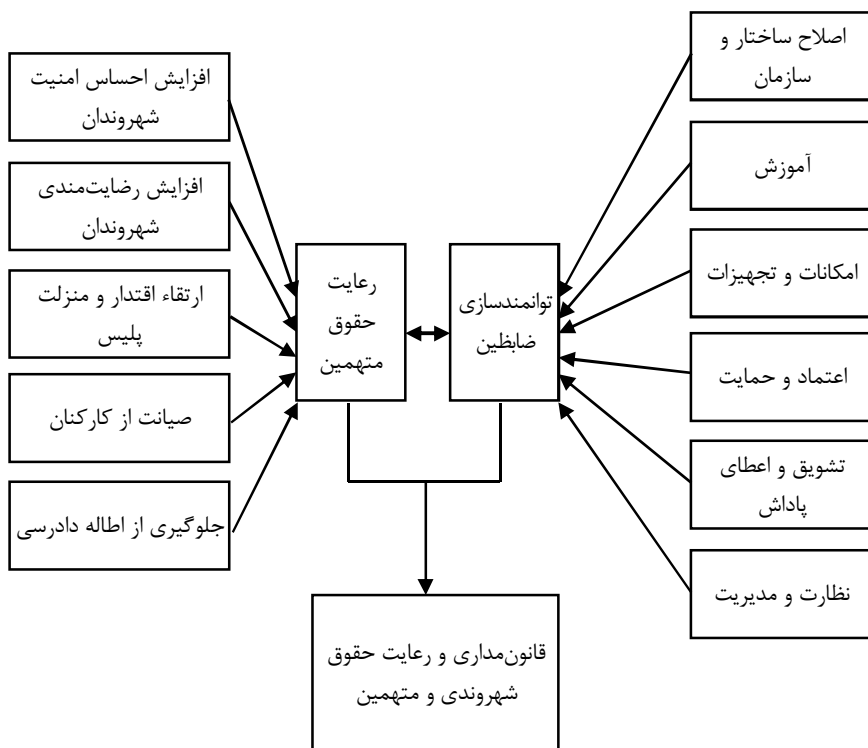 اصلاح ساختار و
سازمان
آموزش
امکانات و تجهیزات
اعتماد و حمایت
تشویق و اعطای
پاداش
نظارت و مدیریت
توانمندسازی
ضابظین
رعایت
حقوق
متهمین
افزایش احساس امنیت
شهروندان
افزایش رضایت‌مندی
شهروندان
ارتقاء اقتدار و منزلت
پلیس
صیانت از کارکنان
جلوگیری از اطاله دادرسی
قانون‌مداری و رعایت حقوق
شهروندی و متهمین